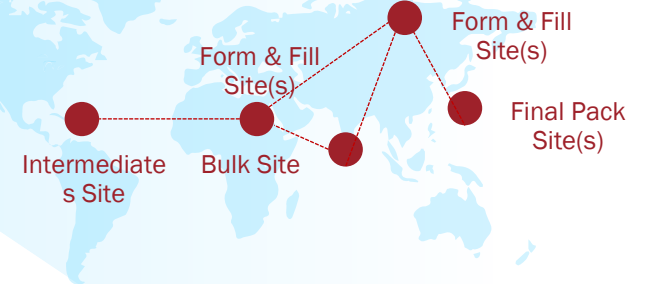 Form & Fill
Site(s)
Form & Fill
Site(s)
Final Pack
Site(s)
Intermediate
s Site
Bulk Site